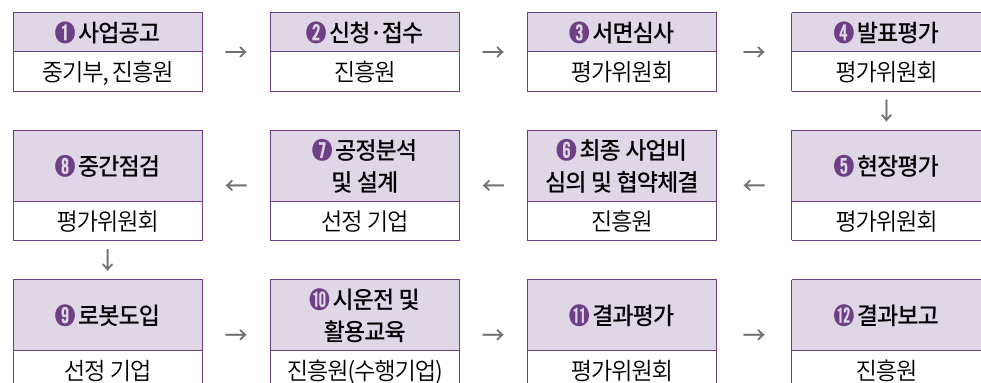 ❶ 사업공고
중기부, 진흥원
❷ 신청·접수
진흥원
❸ 서면심사
평가위원회
❹ 발표평가
평가위원회
❺ 현장평가
평가위원회
❻ 최종 사업비
심의 및 협약체결
진흥원
❼ 공정분석
및 설계
선정 기업
❽ 중간점검
평가위원회
❾ 로봇도입
선정 기업
❿ 시운전 및
활용교육
진흥원(수행기업)
⓫ 결과평가
평가위원회
⓬ 결과보고
진흥원